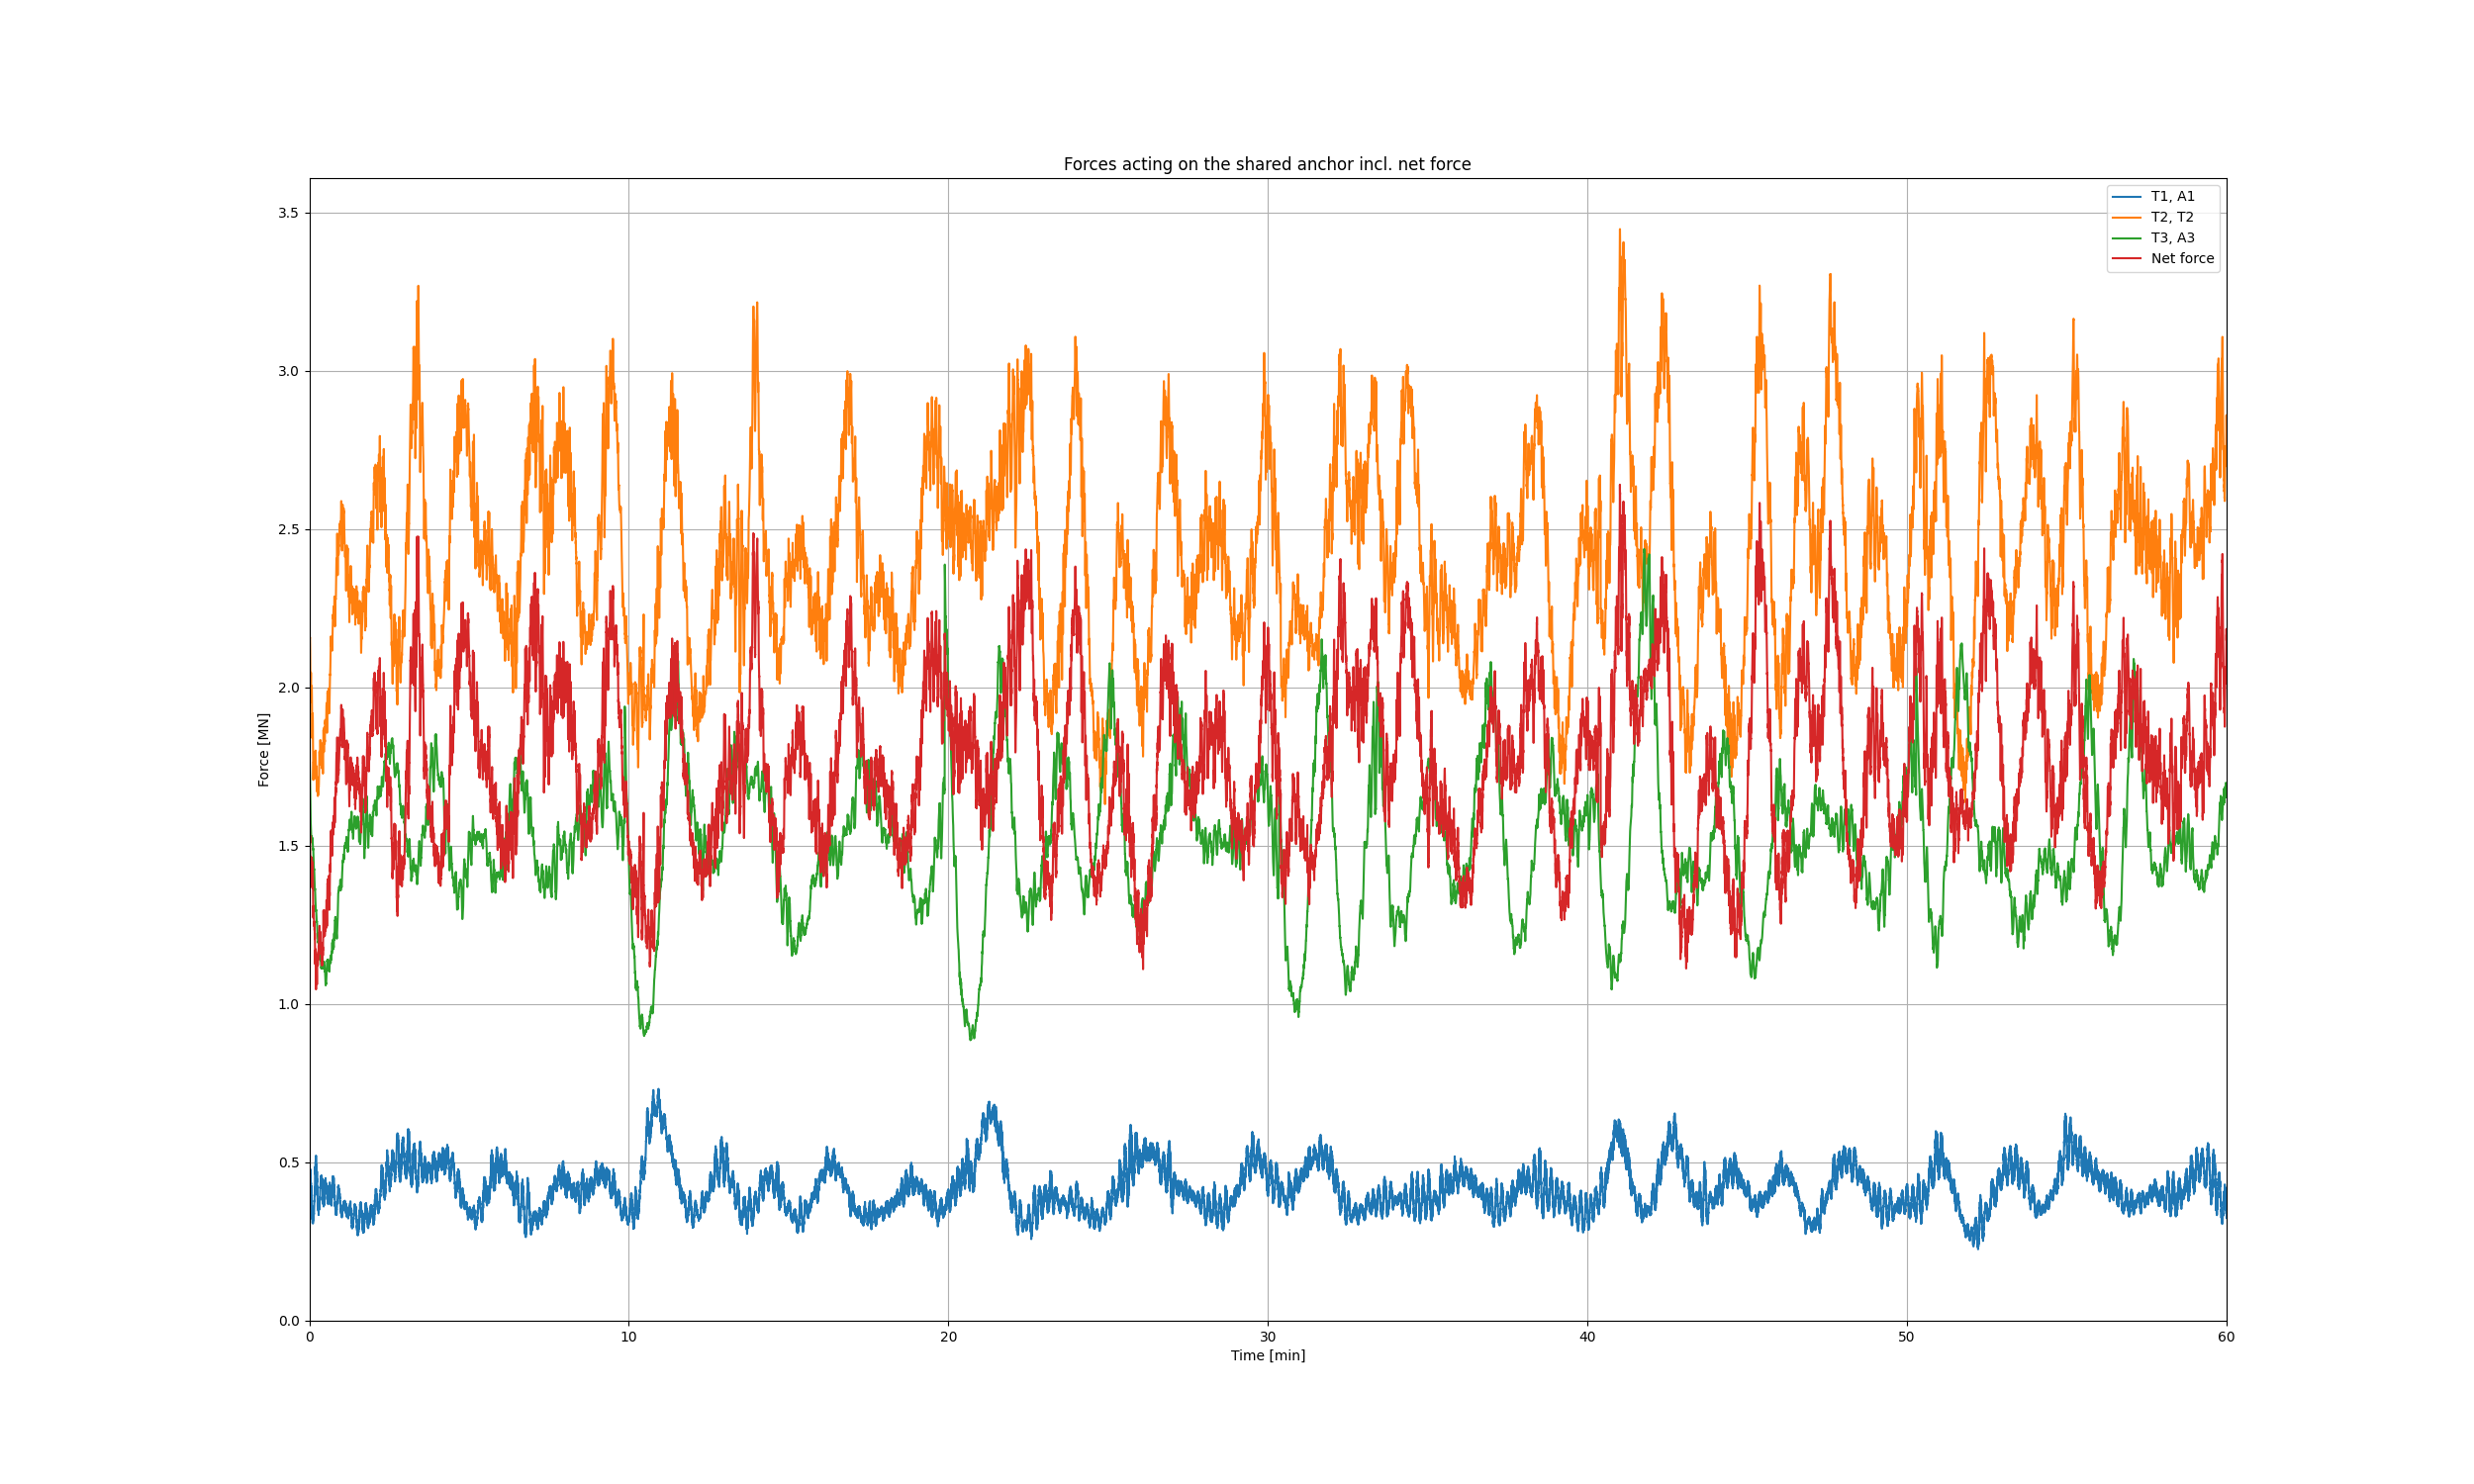 Forces acting on the shared anchor incl. net force
T1, A1
T2, T2
T3, A3
Net force
3.5
3.0
2.5
2.0
1.5
1.0
0.5
0.0
Force [MN]
0 10 20 30 40 50 60
Time [min]